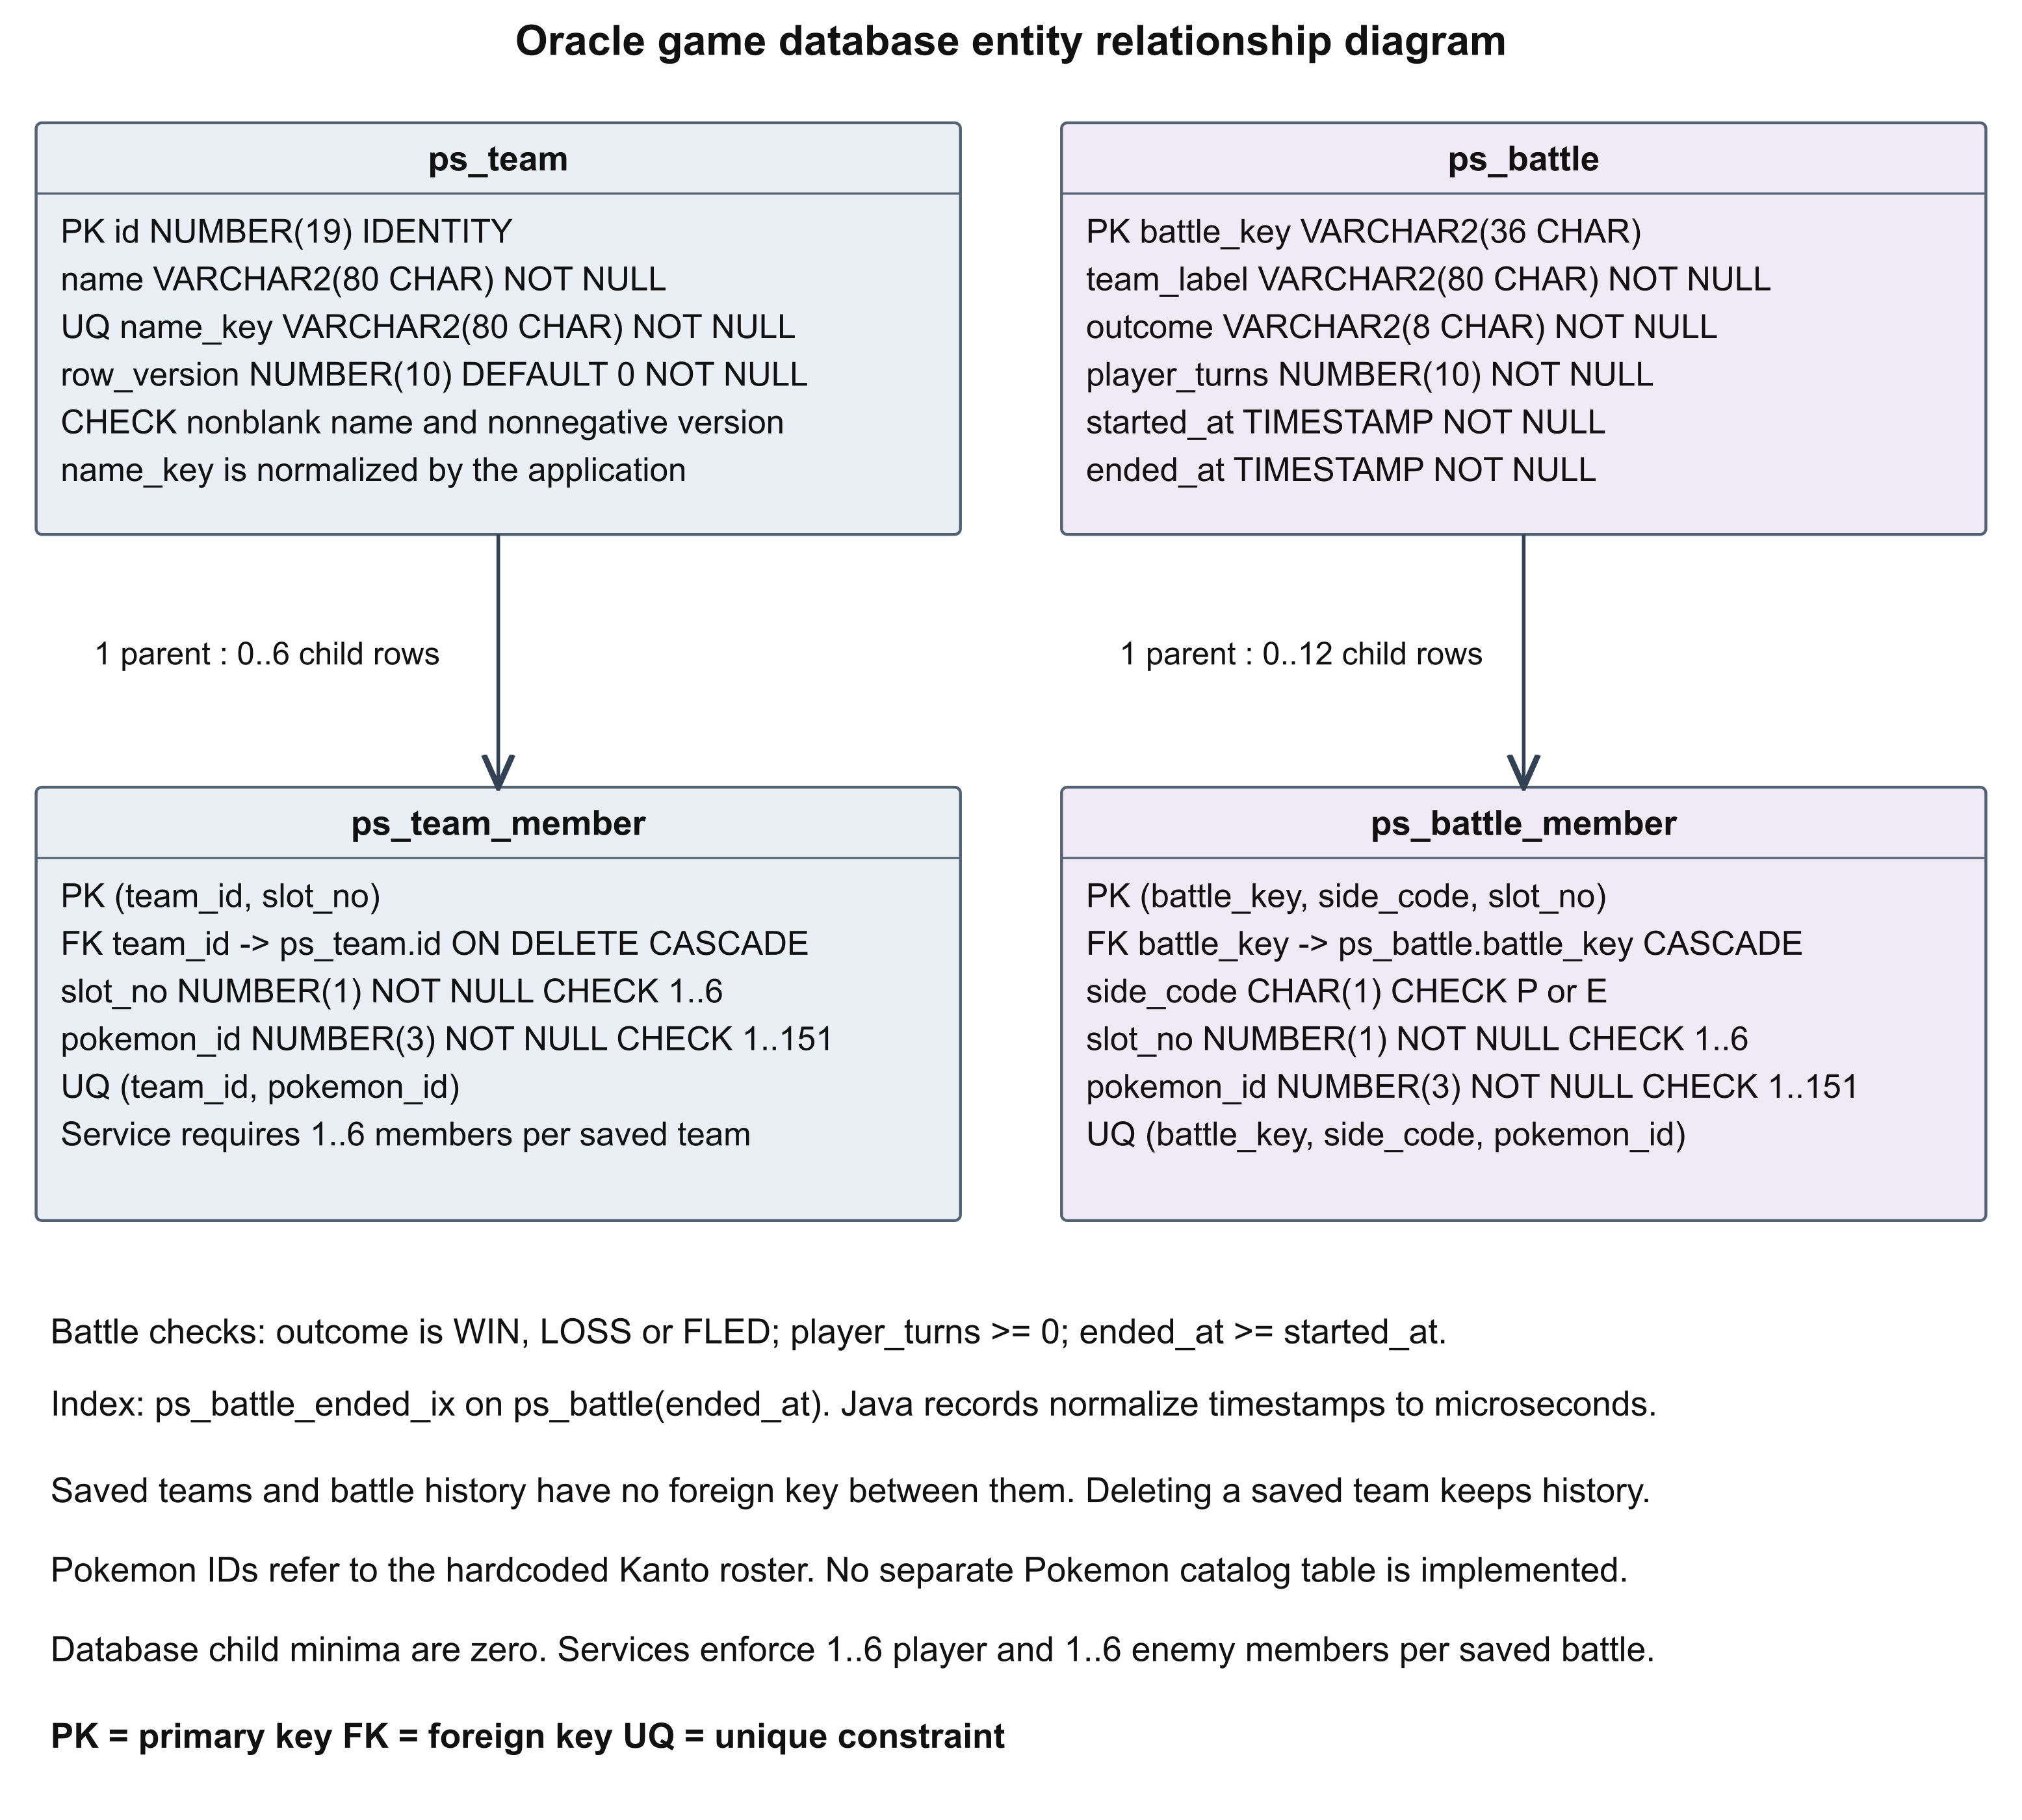 Oracle game database entity relationship diagram
ps_team
PK id NUMBER(19) IDENTITY
name VARCHAR2(80 CHAR) NOT NULL
UQ name_key VARCHAR2(80 CHAR) NOT NULL
row_version NUMBER(10) DEFAULT 0 NOT NULL
CHECK nonblank name and nonnegative version
name_key is normalized by the application
ps_battle
PK battle_key VARCHAR2(36 CHAR)
team_label VARCHAR2(80 CHAR) NOT NULL
outcome VARCHAR2(8 CHAR) NOT NULL
player_turns NUMBER(10) NOT NULL
started_at TIMESTAMP NOT NULL
ended_at TIMESTAMP NOT NULL
1 parent : 0..6 child rows
1 parent : 0..12 child rows
ps_team_member
PK (team_id, slot_no)
FK team_id -> ps_team.id ON DELETE CASCADE
slot_no NUMBER(1) NOT NULL CHECK 1..6
pokemon_id NUMBER(3) NOT NULL CHECK 1..151
UQ (team_id, pokemon_id)
Service requires 1..6 members per saved team
ps_battle_member
PK (battle_key, side_code, slot_no)
FK battle_key -> ps_battle.battle_key CASCADE
side_code CHAR(1) CHECK P or E
slot_no NUMBER(1) NOT NULL CHECK 1..6
pokemon_id NUMBER(3) NOT NULL CHECK 1..151
UQ (battle_key, side_code, pokemon_id)
Battle checks: outcome is WIN, LOSS or FLED; player_turns >= 0; ended_at >= started_at.
Index: ps_battle_ended_ix on ps_battle(ended_at). Java records normalize timestamps to microseconds.
Saved teams and battle history have no foreign key between them. Deleting a saved team keeps history.
Pokemon IDs refer to the hardcoded Kanto roster. No separate Pokemon catalog table is implemented.
Database child minima are zero. Services enforce 1..6 player and 1..6 enemy members per saved battle.
PK = primary key FK = foreign key UQ = unique constraint